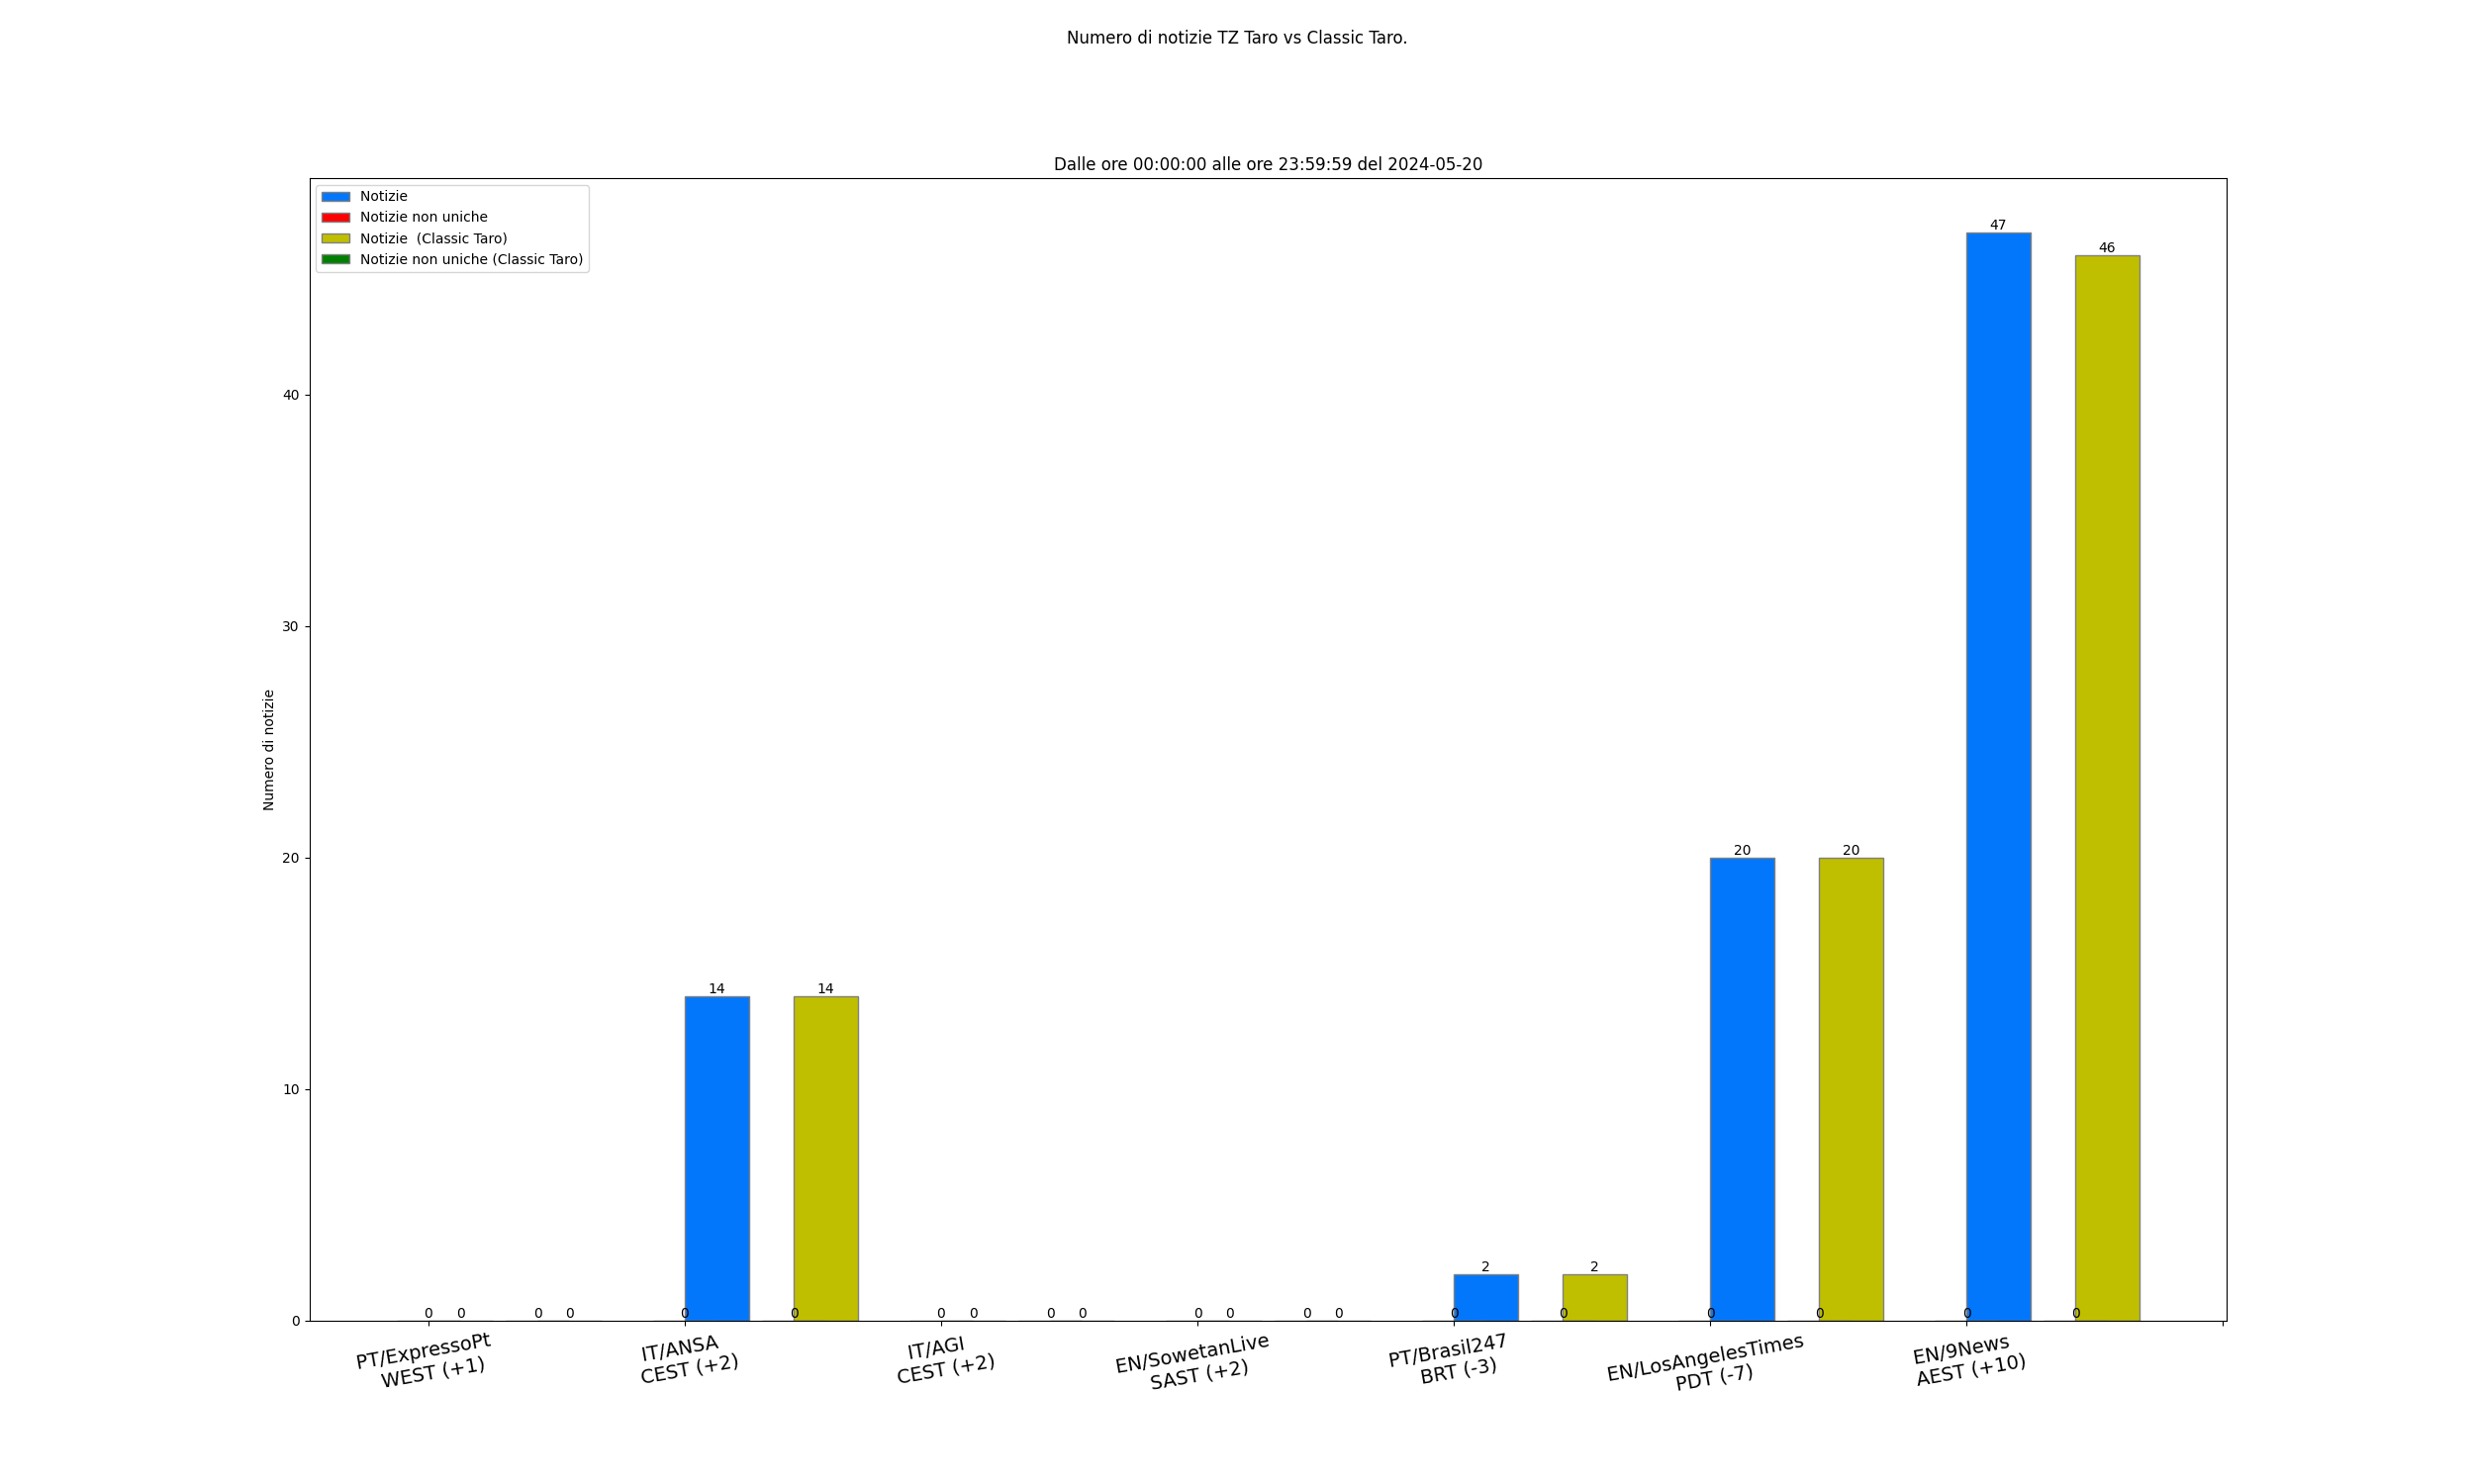 Numero di notizie TZ Taro vs Classic Taro.
Dalle ore 00:00:00 alle ore 23:59:59 del 2024-05-20
Notizie
Notizie non uniche
Notizie  (Classic Taro)
Notizie non uniche (Classic Taro)
Numero di notizie
40
30
20
10
0
47
46
20
20
14
14
2
2
0 0 0 0 0 0 0 0 0 0 0 0 0 0 0 0 0 0 0 0
PT/ExpressoPt
WEST (+1)
IT/ANSA
CEST (+2)
IT/AGI
CEST (+2)
EN/SowetanLive
SAST (+2)
PT/Brasil247
BRT (-3)
EN/LosAngelesTimes
PDT (-7)
EN/9News
AEST (+10)